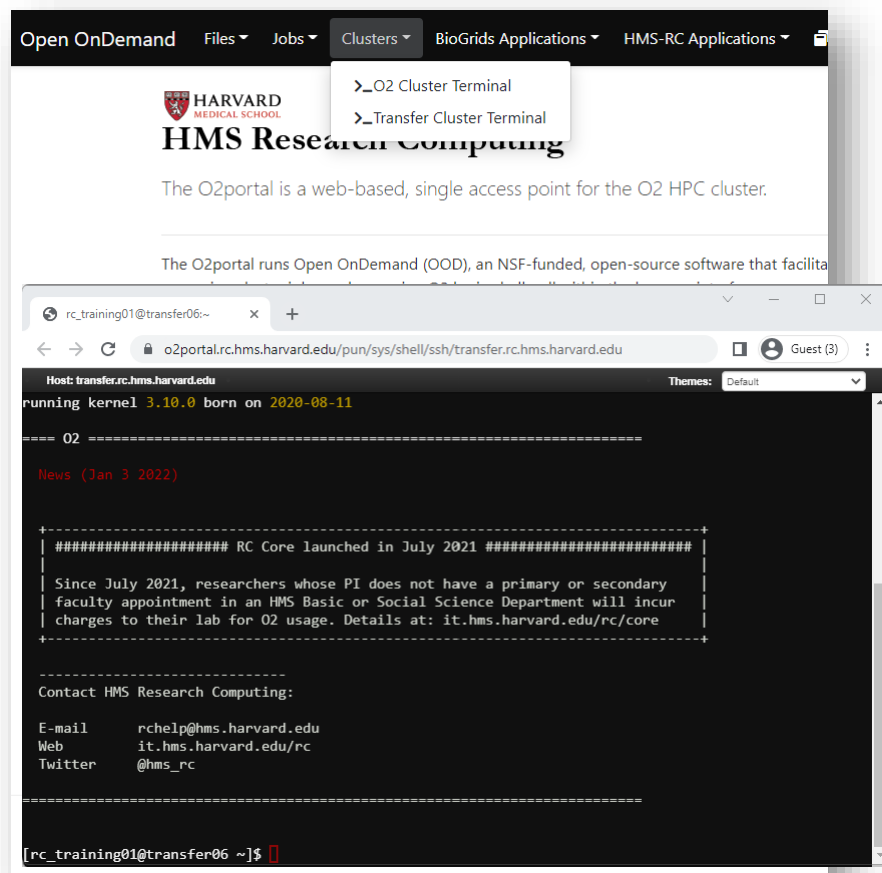 Open OnDemand Files Jobs Clusters BioGrids Applications HMS-RC Applications
>_O2 Cluster Terminal
>_Transfer Cluster Terminal
HARVARD
MEDICAL SCHOOL
HMS Research Computing
The O2portal is a web-based, single access point for the O2 HPC cluster.
The O2portal runs Open OnDemand (OOD), an NSF-funded, open-source software that facilita
rc_training01@transfer06:~
o2portal.rc.hms.harvard.edu/pun/sys/shell/ssh/transfer.rc.hms.harvard.edu Guest (3)
Host: transfer.rc.hms.harvard.edu Themes: Default
running kernel 3.10.0 born on 2020-08-11
==== O2 ===================================================================
News (Jan 3 2022)
+--------------------------------------------------------------------------------+
| ##################### RC Core launched in July 2021 ######################### |
| Since July 2021, researchers whose PI does not have a primary or secondary |
| faculty appointment in an HMS Basic or Social Science Department will incur |
| charges to their lab for O2 usage. Details at: it.hms.harvard.edu/rc/core |
+--------------------------------------------------------------------------------+
------------------------------
Contact HMS Research Computing:
E-mail rchelp@hms.harvard.edu
Web it.hms.harvard.edu/rc
Twitter @hms_rc
===========================================================================
[rc_training01@transfer06 ~]$